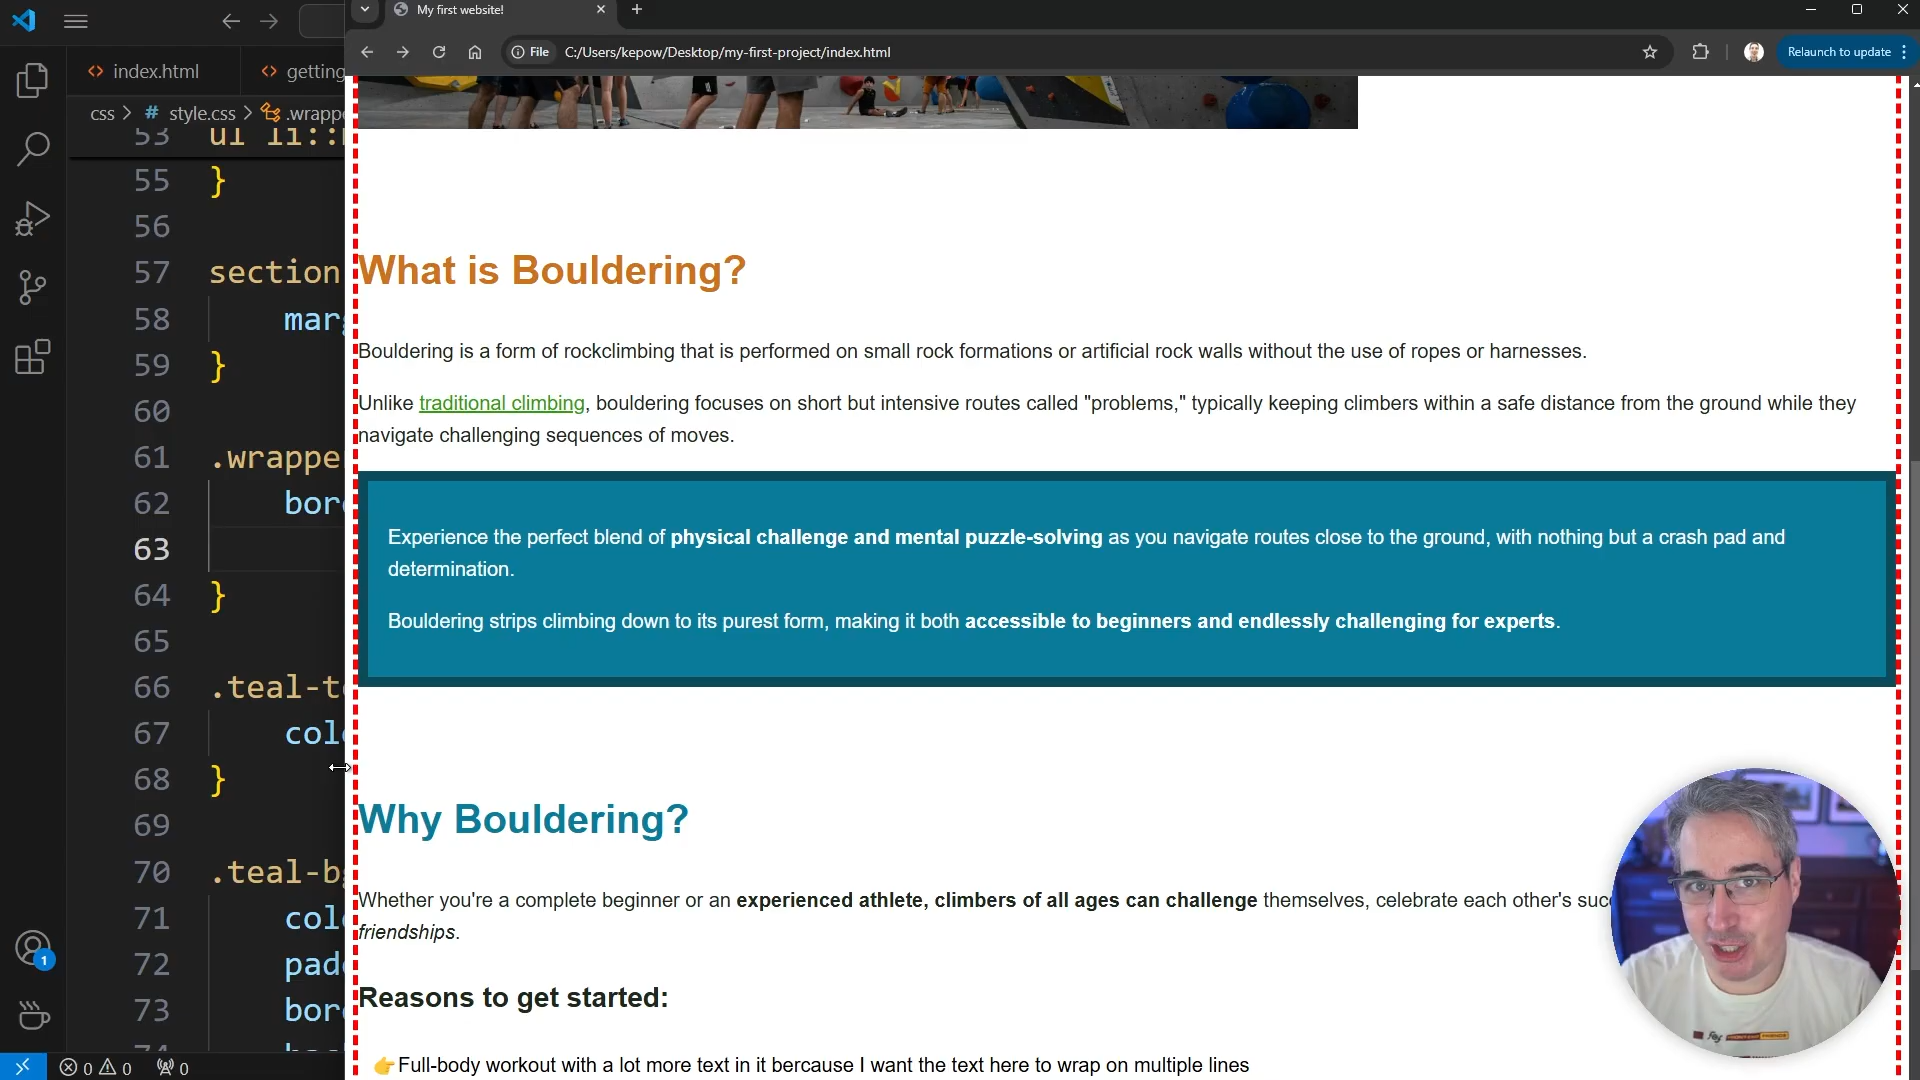 My first website!
File
C:/Users/kepow/Desktop/my-first-project/index.html
Relaunch to update
index.html
getting
css > # style.css > .wrappe
53 ul li::
55 }
56
57 section
58 mar
59 }
60
61 .wrappe
62 bor
63
64 }
65
66 .teal-t
67 col
68 }
69
70 .teal-b
71 col
72 pad
73 bor
74
1
0 0 0
What is Bouldering?
Bouldering is a form of rockclimbing that is performed on small rock formations or artificial rock walls without the use of ropes or harnesses.
Unlike traditional climbing, bouldering focuses on short but intensive routes called "problems," typically keeping climbers within a safe distance from the ground while they
navigate challenging sequences of moves.
Experience the perfect blend of physical challenge and mental puzzle-solving as you navigate routes close to the ground, with nothing but a crash pad and
determination.
Bouldering strips climbing down to its purest form, making it both accessible to beginners and endlessly challenging for experts.
Why Bouldering?
Whether you're a complete beginner or an experienced athlete, climbers of all ages can challenge themselves, celebrate each other's suc
friendships.
Reasons to get started:
👉Full-body workout with a lot more text in it bercause I want the text here to wrap on multiple lines